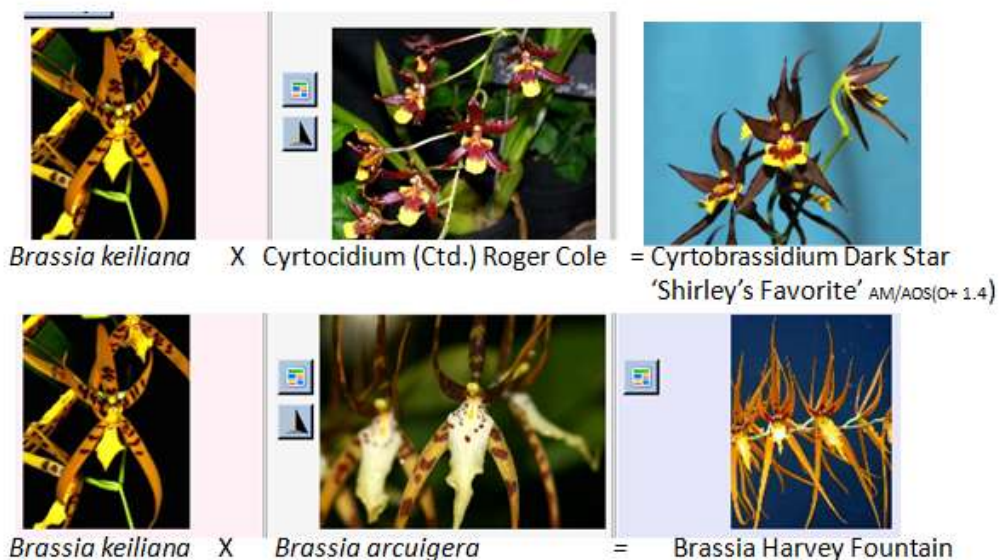 Brassia keiliana X Cyrtocidium (Ctd.) Roger Cole = Cyrtobrassidium Dark Star
‘Shirley’s Favorite’ AM/AOS(O+ 1.4)
Brassia keiliana X Brassia arcuigera = Brassia Harvey Fountain